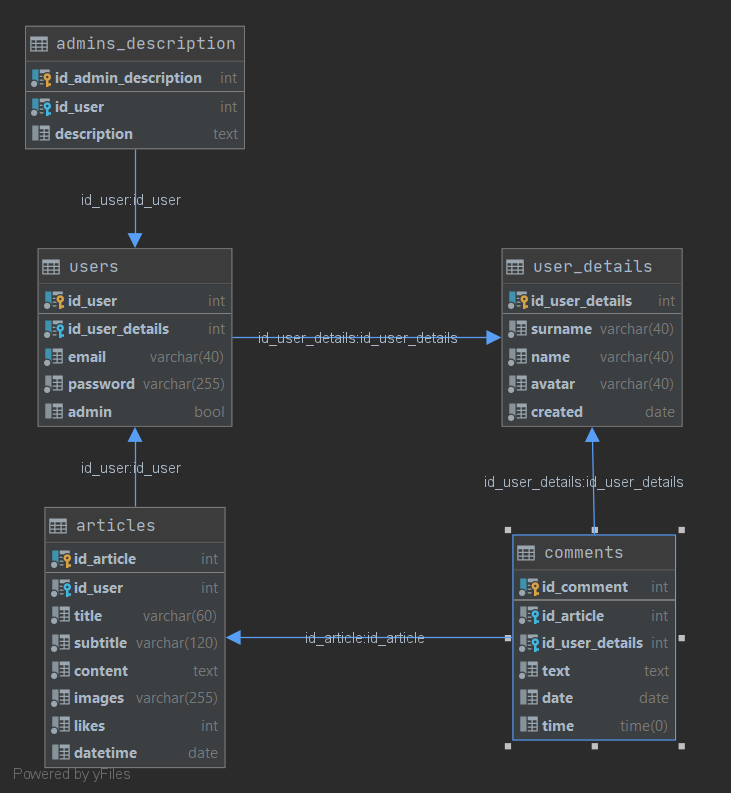 admins_description
id_admin_description int
id_user int
description text
id_user:id_user
users
id_user int
id_user_details int
email varchar(40)
password varchar(255)
admin bool
id_user_details:id_user_details
user_details
id_user_details int
surname varchar(40)
name varchar(40)
avatar varchar(40)
created date
id_user:id_user
id_user_details:id_user_details
articles
id_article int
id_user int
title varchar(60)
subtitle varchar(120)
content text
images varchar(255)
likes int
datetime date
id_article:id_article
comments
id_comment int
id_article int
id_user_details int
text text
date date
time time(0)
Powered by yFiles